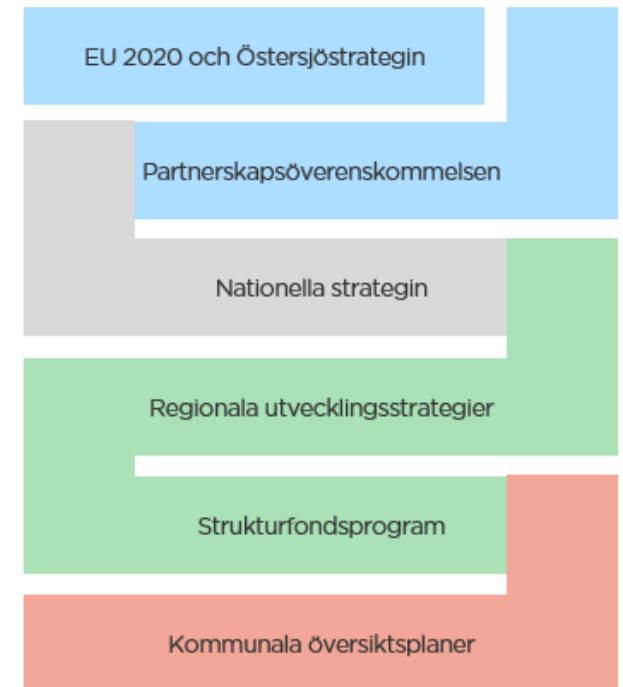 EU 2020 och Östersjöstrategin
Partnerskapsöverenskommelsen
Nationella strategin
Regionala utvecklingsstrategier
Strukturfondsprogram
Kommunala översiktsplaner